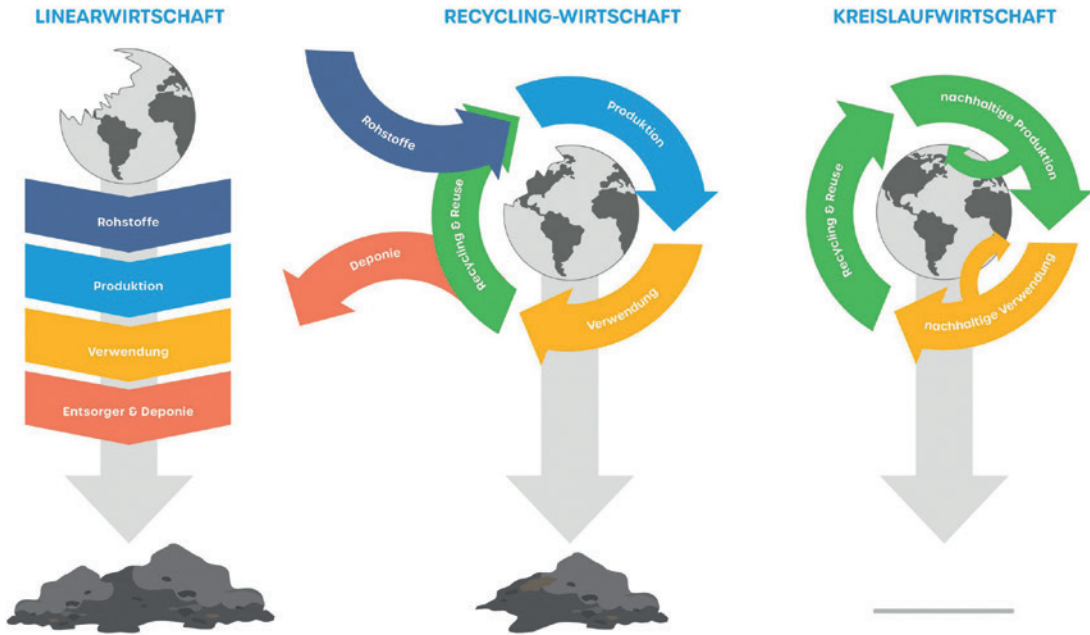 LINEARWIRTSCHAFT
Rohstoffe
Produktion
Verwendung
Entsorger & Deponie
RECYCLING-WIRTSCHAFT
Rohstoffe
Produktion
Recycling & Reuse
Deponie
Verwendung
KREISLAUFWIRTSCHAFT
nachhaltige Produktion
Recycling & Reuse
nachhaltige Verwendung